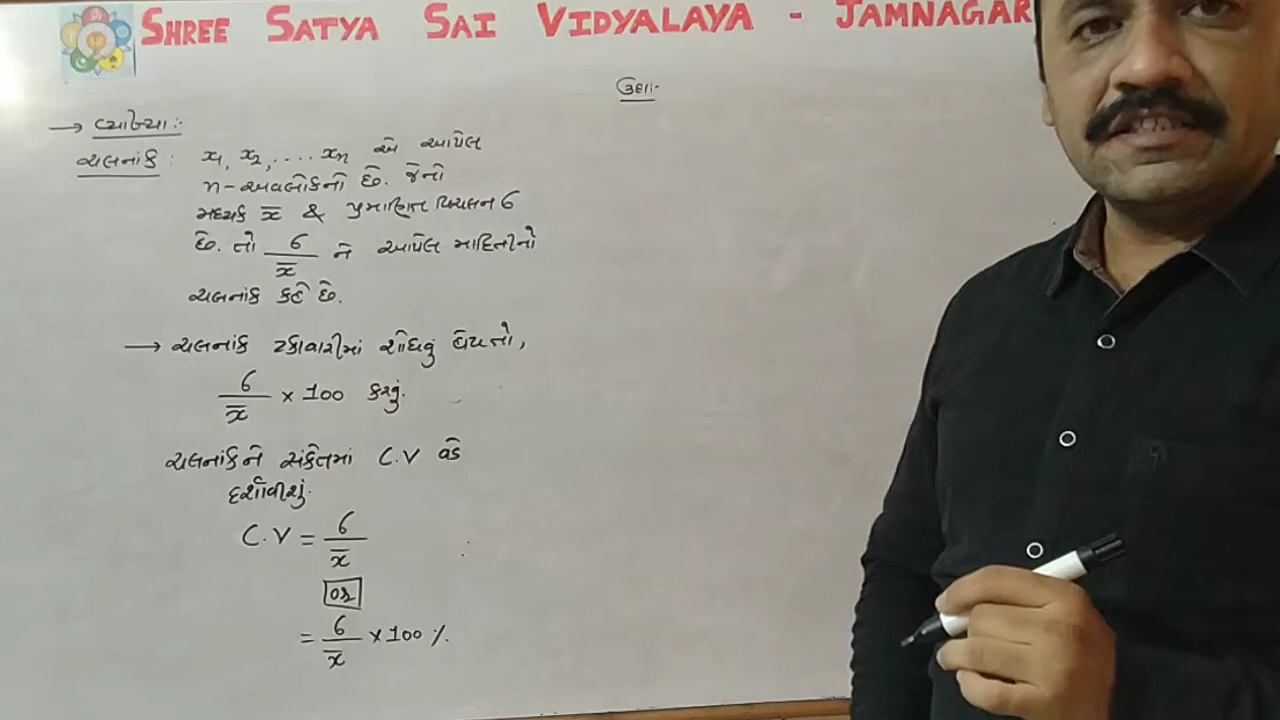 SHREE SATYA SAI VIDYALAYA - JAMNAGAR
ઉદા:-
→ વ્યાખ્યા:-
ચલનાંક : x₁, x₂, .... xₙ એ આપેલ
n - અવલોકનો છે. જેનો
મધ્યક x̄ & પ્રમાણિત વિચલન σ
છે. તો σ/x̄ ને આપેલ માહિતીનો
ચલનાંક કહે છે.
→ ચલનાંક ટકાવારીમાં શોધવું હોય તો,
σ/x̄ × 100 કરવું.
ચલનાંકને સંકેતમાં C.V વડે
દર્શાવીશું.
C.V = σ/x̄
or
= σ/x̄ × 100 %.